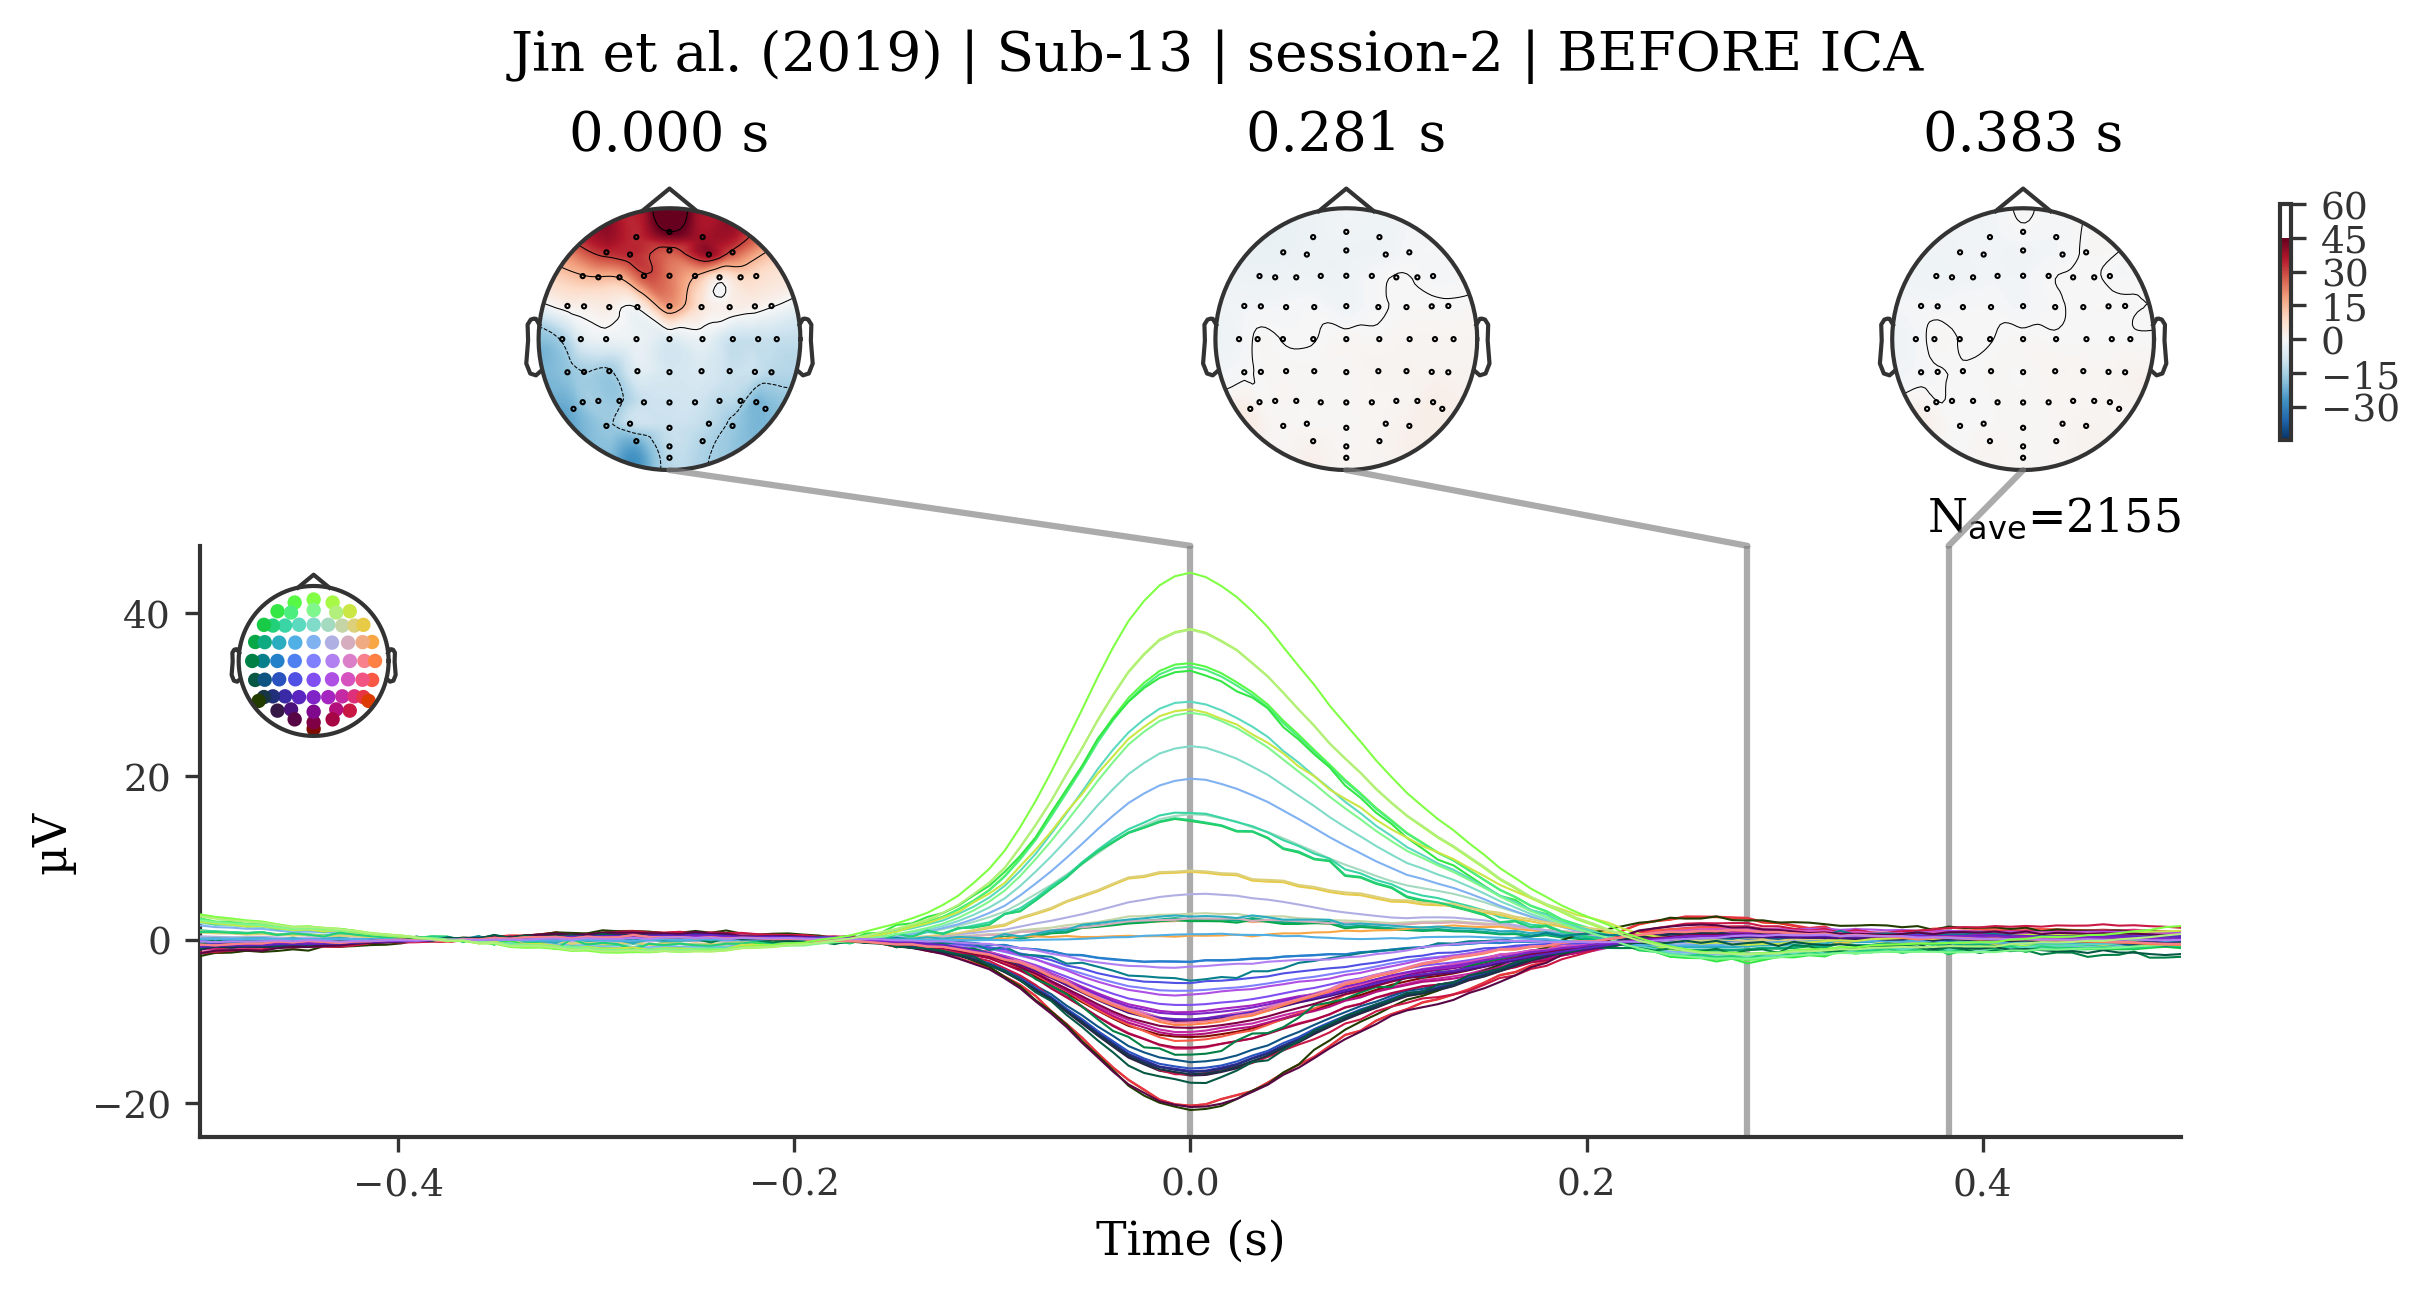 Jin et al. (2019) | Sub-13 | session-2 | BEFORE ICA
0.000 s
0.281 s
0.383 s
60
45
30
15
0
−15
−30
Nave=2155
µV
40
20
0
−20
−0.4
−0.2
0.0
0.2
0.4
Time (s)